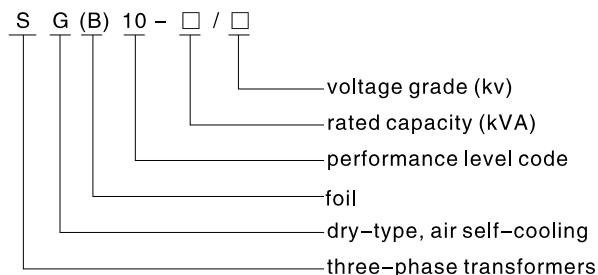 S G (B) 10 – □ / □
voltage grade (kv)
rated capacity (kVA)
performance level code
foil
dry–type, air self–cooling
three–phase transformers